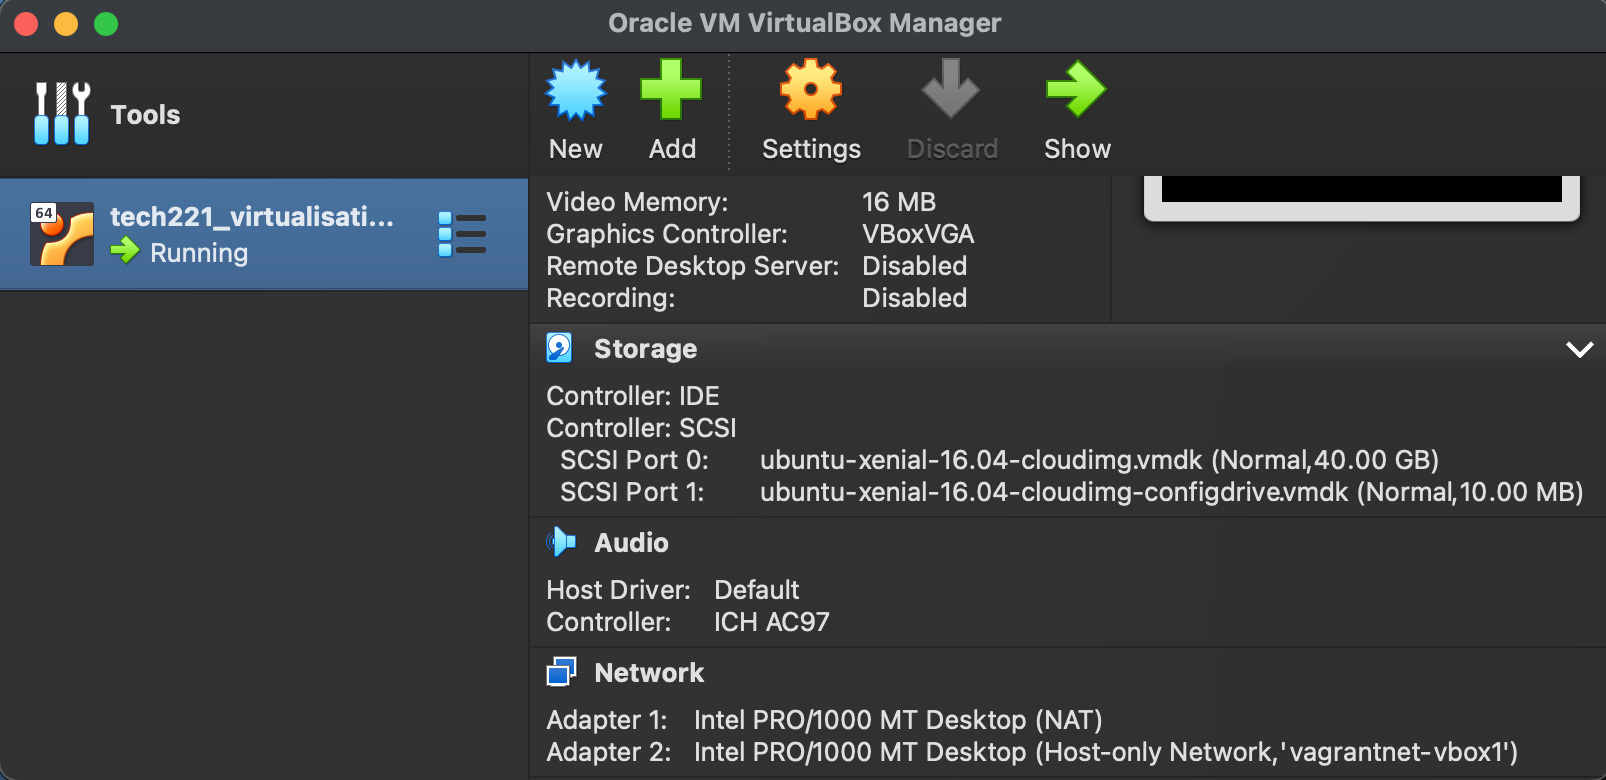 Oracle VM VirtualBox Manager
Tools
New Add Settings Discard Show
64
tech221_virtualisati...
Running
Video Memory: 16 MB
Graphics Controller: VBoxVGA
Remote Desktop Server: Disabled
Recording: Disabled
Storage
Controller: IDE
Controller: SCSI
SCSI Port 0: ubuntu-xenial-16.04-cloudimg.vmdk (Normal,40.00 GB)
SCSI Port 1: ubuntu-xenial-16.04-cloudimg-configdrive.vmdk (Normal,10.00 MB)
Audio
Host Driver: Default
Controller: ICH AC97
Network
Adapter 1: Intel PRO/1000 MT Desktop (NAT)
Adapter 2: Intel PRO/1000 MT Desktop (Host-only Network,'vagrantnet-vbox1')